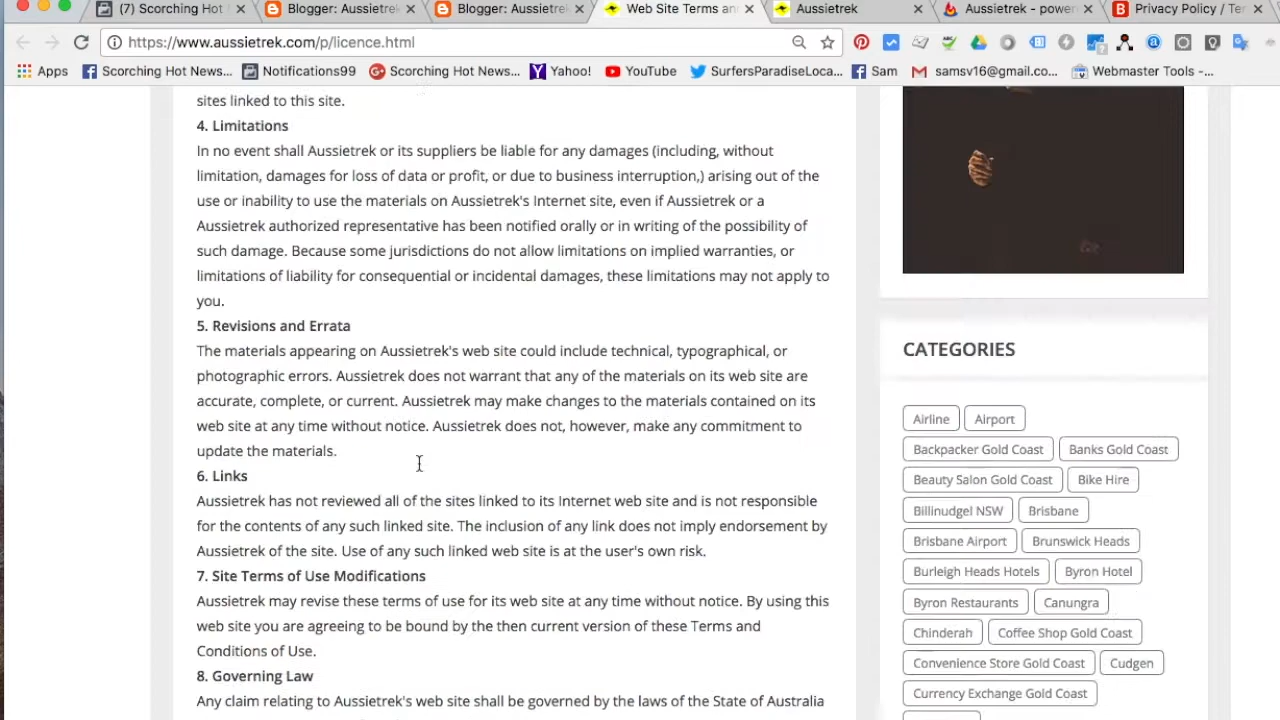 (7) Scorching Hot
Blogger: Aussietrek
Blogger: Aussietrek
Web Site Terms an
Aussietrek
Aussietrek - power
Privacy Policy / Ter
https://www.aussietrek.com/p/licence.html
Apps
Scorching Hot News...
Notifications99
Scorching Hot News...
Yahoo!
YouTube
SurfersParadiseLoca...
Sam
samsv16@gmail.co...
Webmaster Tools -...
sites linked to this site.
4. Limitations
In no event shall Aussietrek or its suppliers be liable for any damages (including, without
limitation, damages for loss of data or profit, or due to business interruption,) arising out of the
use or inability to use the materials on Aussietrek's Internet site, even if Aussietrek or a
Aussietrek authorized representative has been notified orally or in writing of the possibility of
such damage. Because some jurisdictions do not allow limitations on implied warranties, or
limitations of liability for consequential or incidental damages, these limitations may not apply to
you.
5. Revisions and Errata
The materials appearing on Aussietrek's web site could include technical, typographical, or
photographic errors. Aussietrek does not warrant that any of the materials on its web site are
accurate, complete, or current. Aussietrek may make changes to the materials contained on its
web site at any time without notice. Aussietrek does not, however, make any commitment to
update the materials.
6. Links
Aussietrek has not reviewed all of the sites linked to its Internet web site and is not responsible
for the contents of any such linked site. The inclusion of any link does not imply endorsement by
Aussietrek of the site. Use of any such linked web site is at the user's own risk.
7. Site Terms of Use Modifications
Aussietrek may revise these terms of use for its web site at any time without notice. By using this
web site you are agreeing to be bound by the then current version of these Terms and
Conditions of Use.
8. Governing Law
Any claim relating to Aussietrek's web site shall be governed by the laws of the State of Australia
CATEGORIES
Airline Airport
Backpacker Gold Coast Banks Gold Coast
Beauty Salon Gold Coast Bike Hire
Billinudgel NSW Brisbane
Brisbane Airport Brunswick Heads
Burleigh Heads Hotels Byron Hotel
Byron Restaurants Canungra
Chinderah Coffee Shop Gold Coast
Convenience Store Gold Coast Cudgen
Currency Exchange Gold Coast